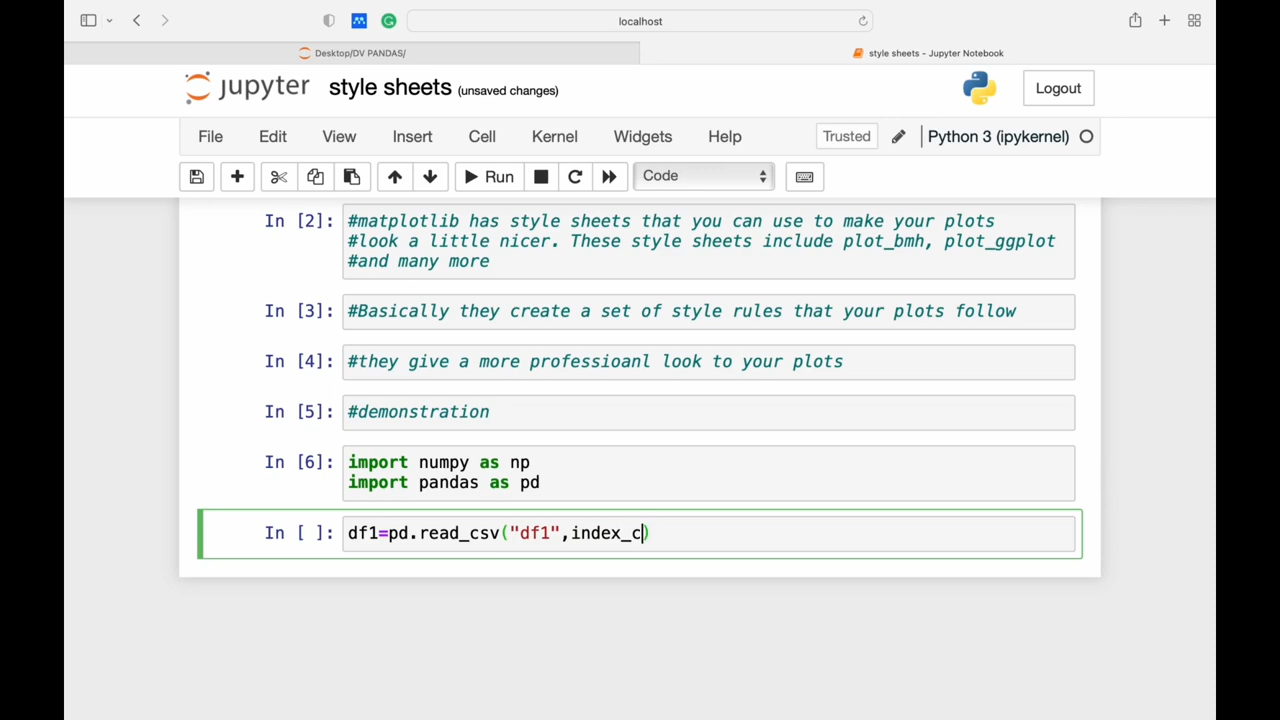 localhost
Desktop/DV PANDAS/
style sheets - Jupyter Notebook
jupyter style sheets (unsaved changes)
Logout
File Edit View Insert Cell Kernel Widgets Help Trusted Python 3 (ipykernel)
Run Code
In [2]: #matplotlib has style sheets that you can use to make your plots
#look a little nicer. These style sheets include plot_bmh, plot_ggplot
#and many more
In [3]: #Basically they create a set of style rules that your plots follow
In [4]: #they give a more professioanl look to your plots
In [5]: #demonstration
In [6]: import numpy as np
import pandas as pd
In [ ]: df1=pd.read_csv("df1",index_c)